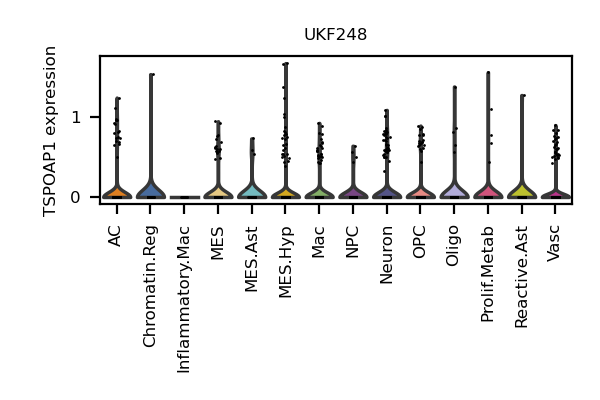 UKF248
TSPOAP1 expression
1
0
AC
Chromatin.Reg
Inflammatory.Mac
MES
MES.Ast
MES.Hyp
Mac
NPC
Neuron
OPC
Oligo
Prolif.Metab
Reactive.Ast
Vasc